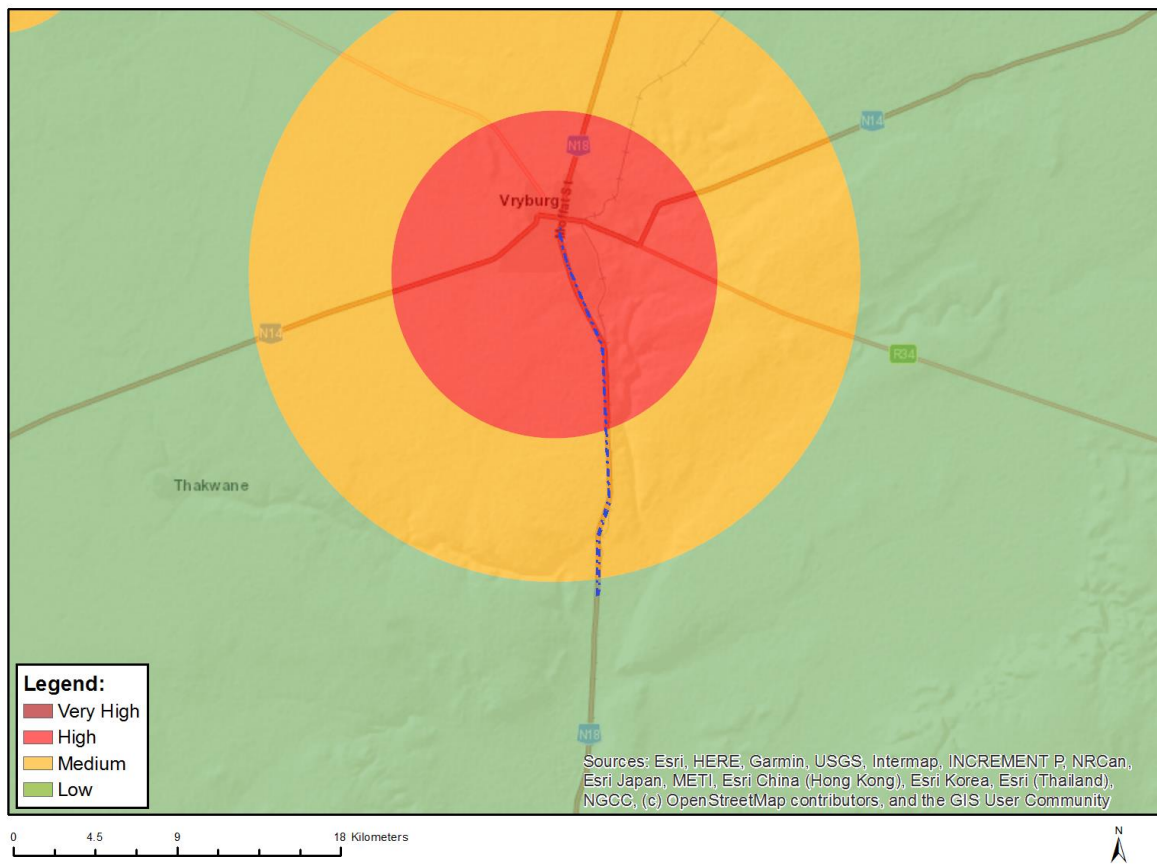 N18
N14
Vryburg
Moffat St
N14
R34
Thakwane
Legend:
Very High
High
Medium
Low
N18
Sources: Esri, HERE, Garmin, USGS, Intermap, INCREMENT P, NRCan,
Esri Japan, METI, Esri China (Hong Kong), Esri Korea, Esri (Thailand),
NGCC, (c) OpenStreetMap contributors, and the GIS User Community
0 4.5 9 18 Kilometers
N